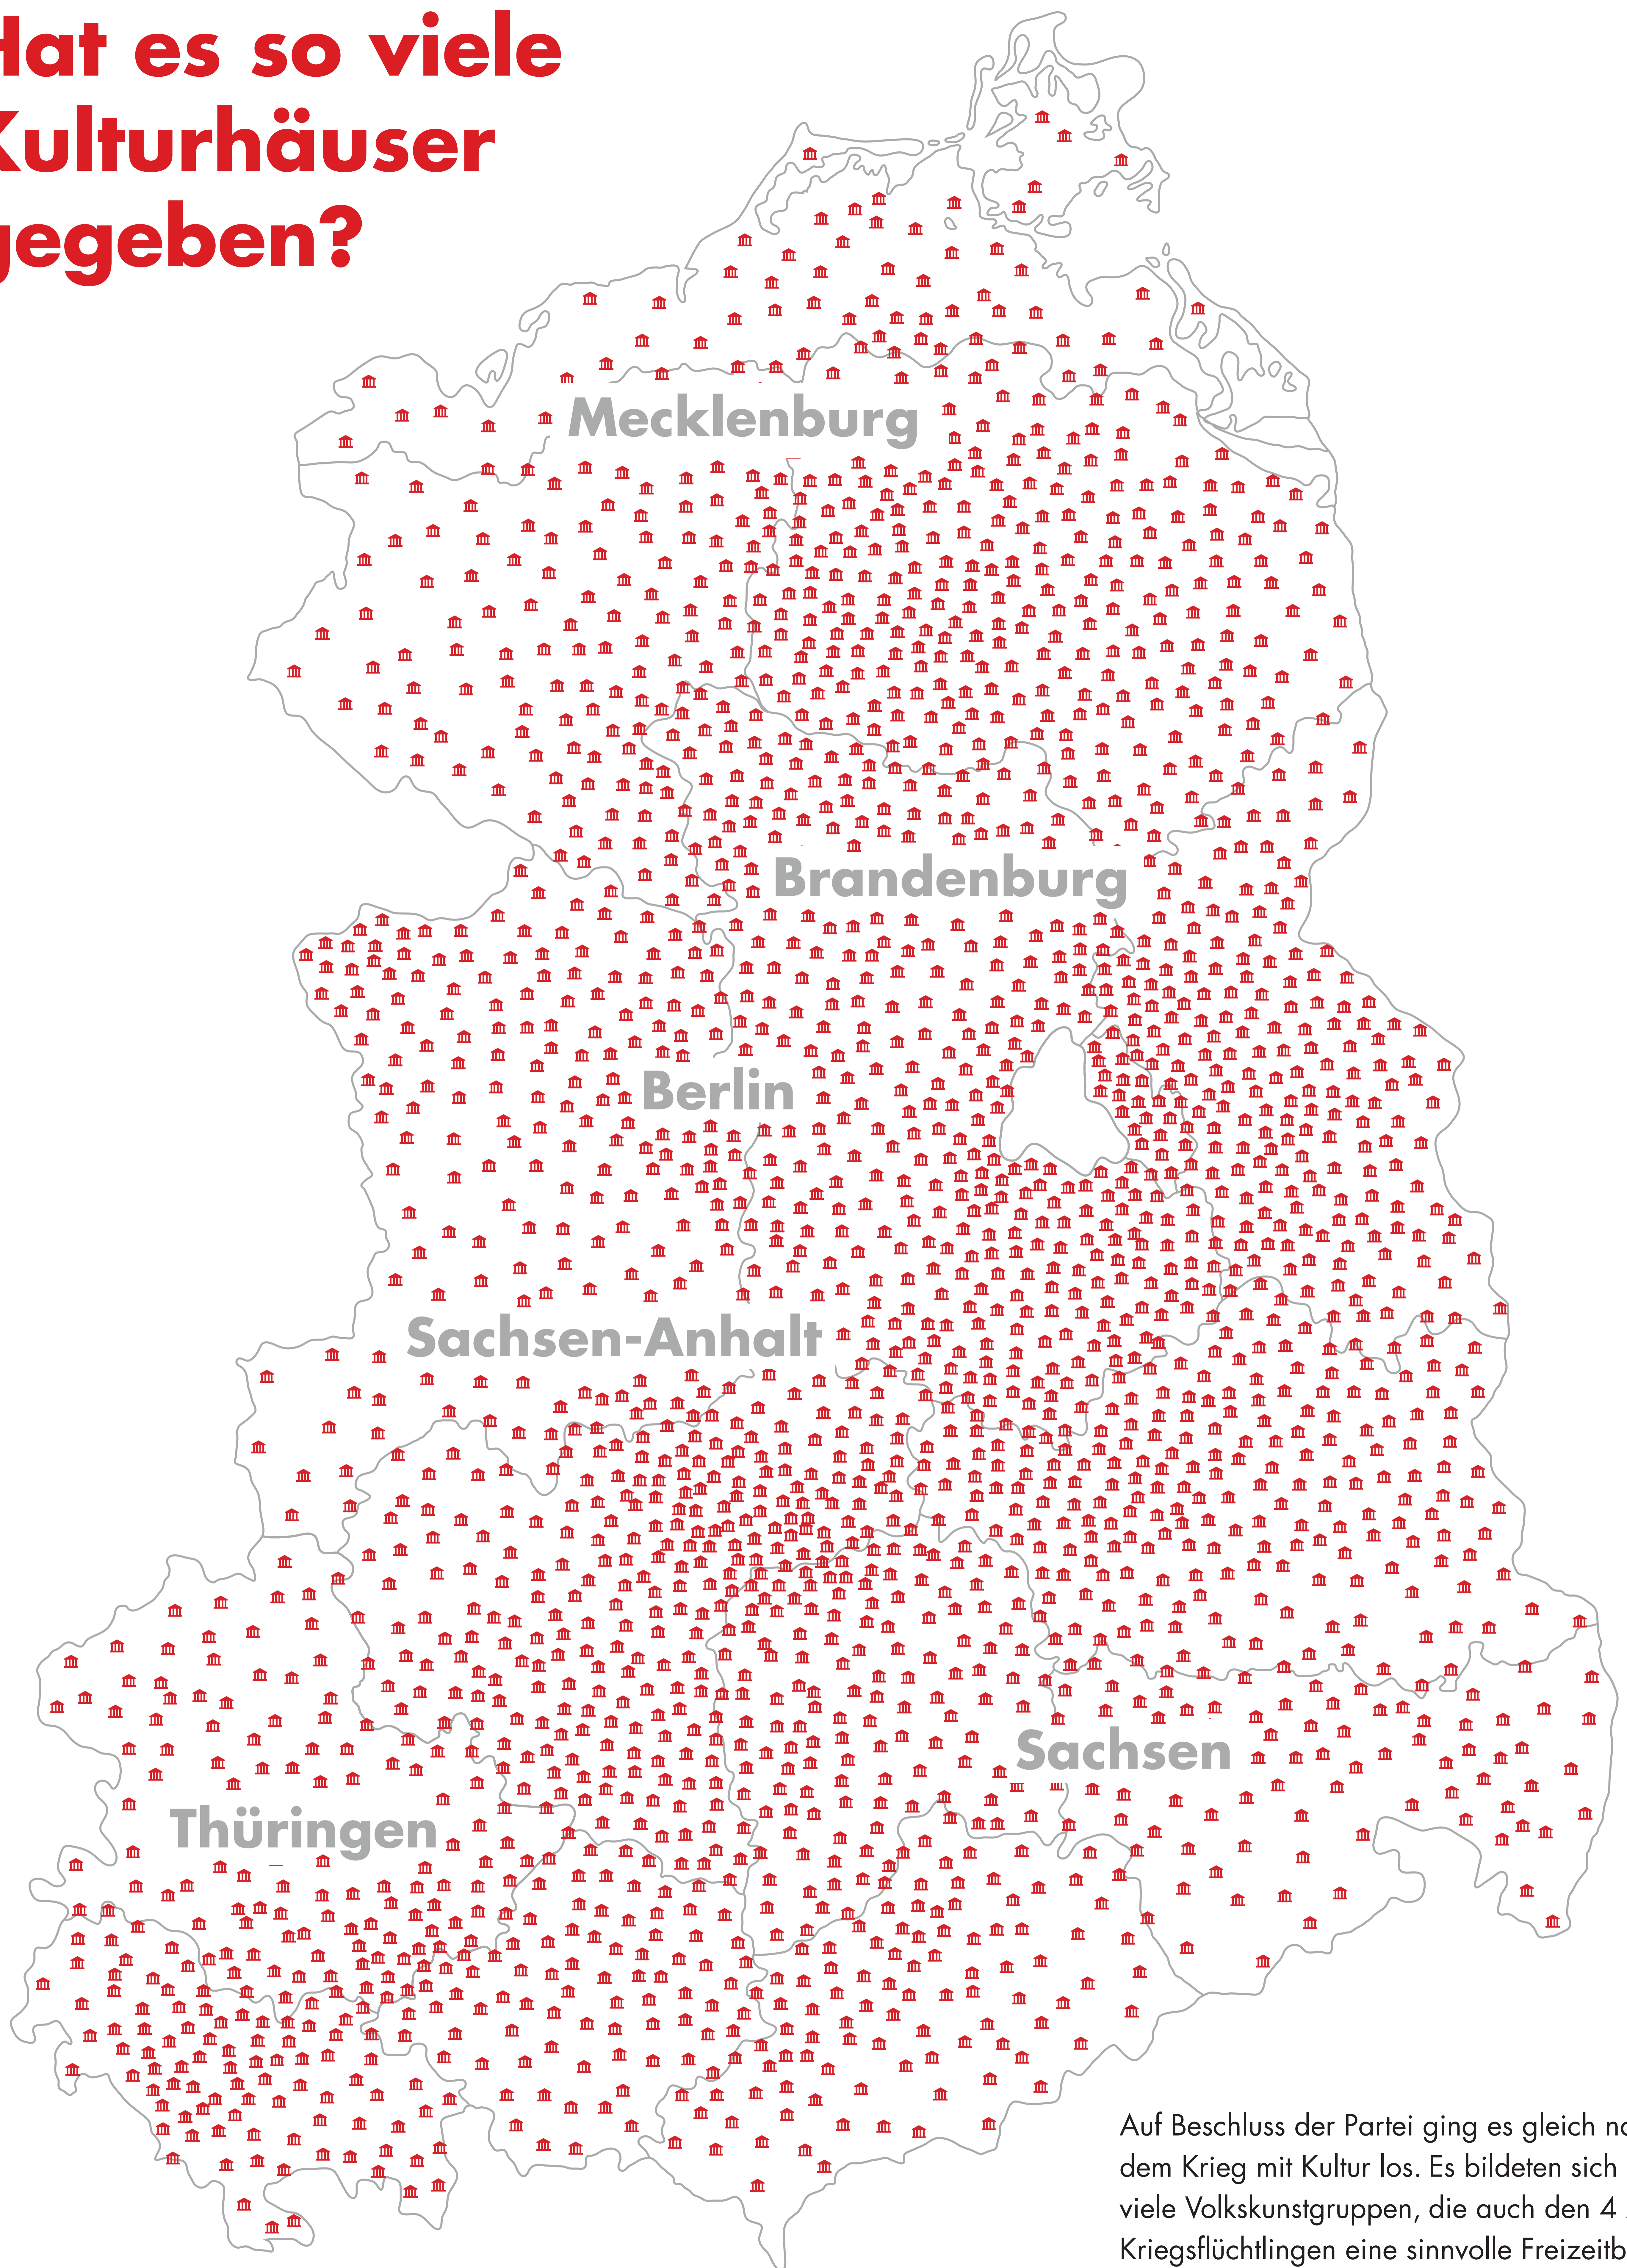 Hat es so viele
Kulturhäuser
gegeben?
Mecklenburg
Brandenburg
Berlin
Sachsen-Anhalt
Sachsen
Thüringen
Auf Beschluss der Partei ging es gleich
dem Krieg mit Kultur los. Es bildeten sich
viele Volkskunstgruppen, die auch den 4
Kriegsflüchtlingen eine sinnvolle Freizeitb